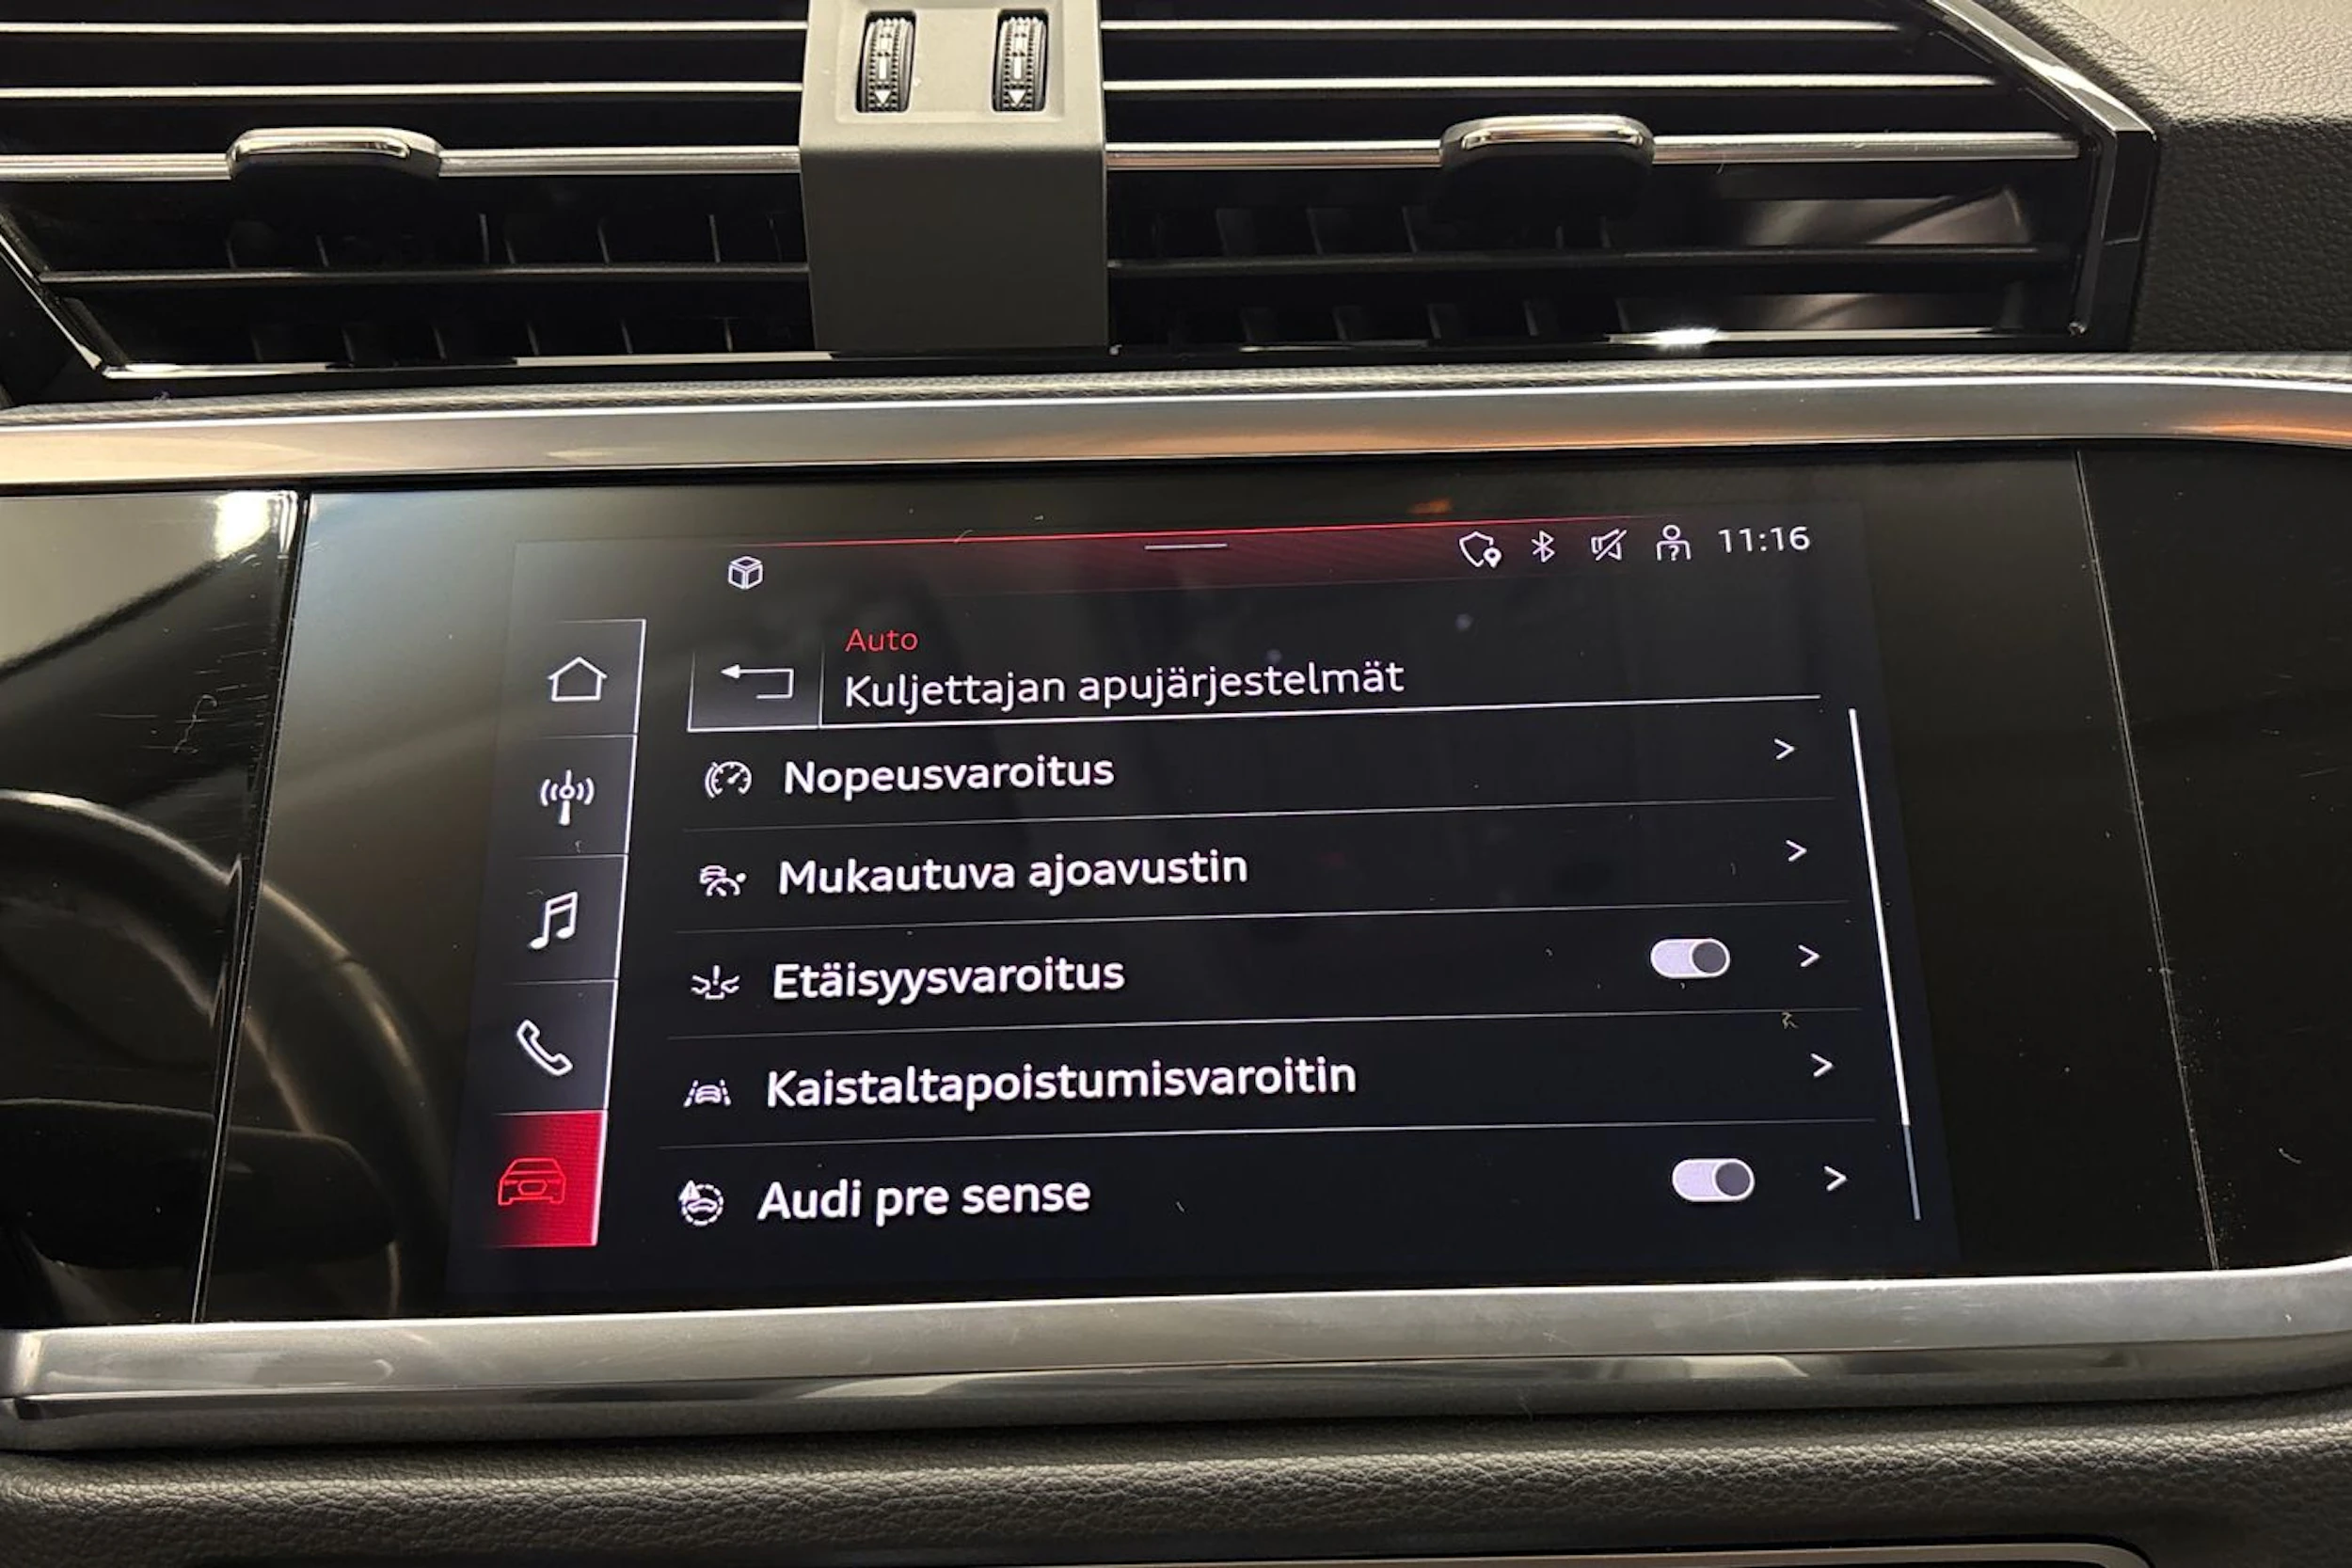 11:16
Auto
Kuljettajan apujärjestelmät
Nopeusvaroitus
Mukautuva ajoavustin
Etäisyysvaroitus
Kaistaltapoistumisvaroitin
Audi pre sense